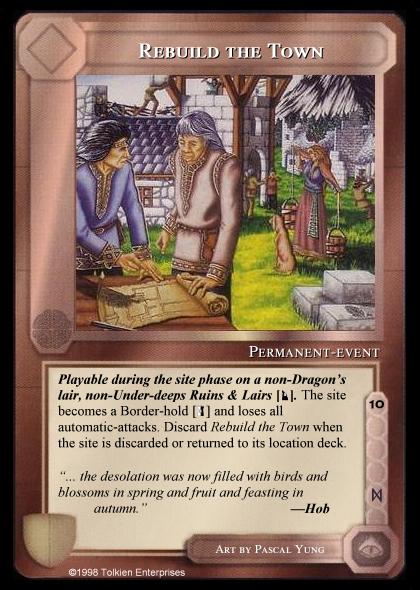 Rebuild the Town
Permanent-event
Playable during the site phase on a non-Dragon's
lair, non-Under-deeps Ruins & Lairs [ ]. The site
becomes a Border-hold [ ] and loses all
automatic-attacks. Discard Rebuild the Town when
the site is discarded or returned to its location deck.
“... the desolation was now filled with birds and
blossoms in spring and fruit and feasting in
autumn.”
—Hob
10
Art by Pascal Yung
©1998 Tolkien Enterprises